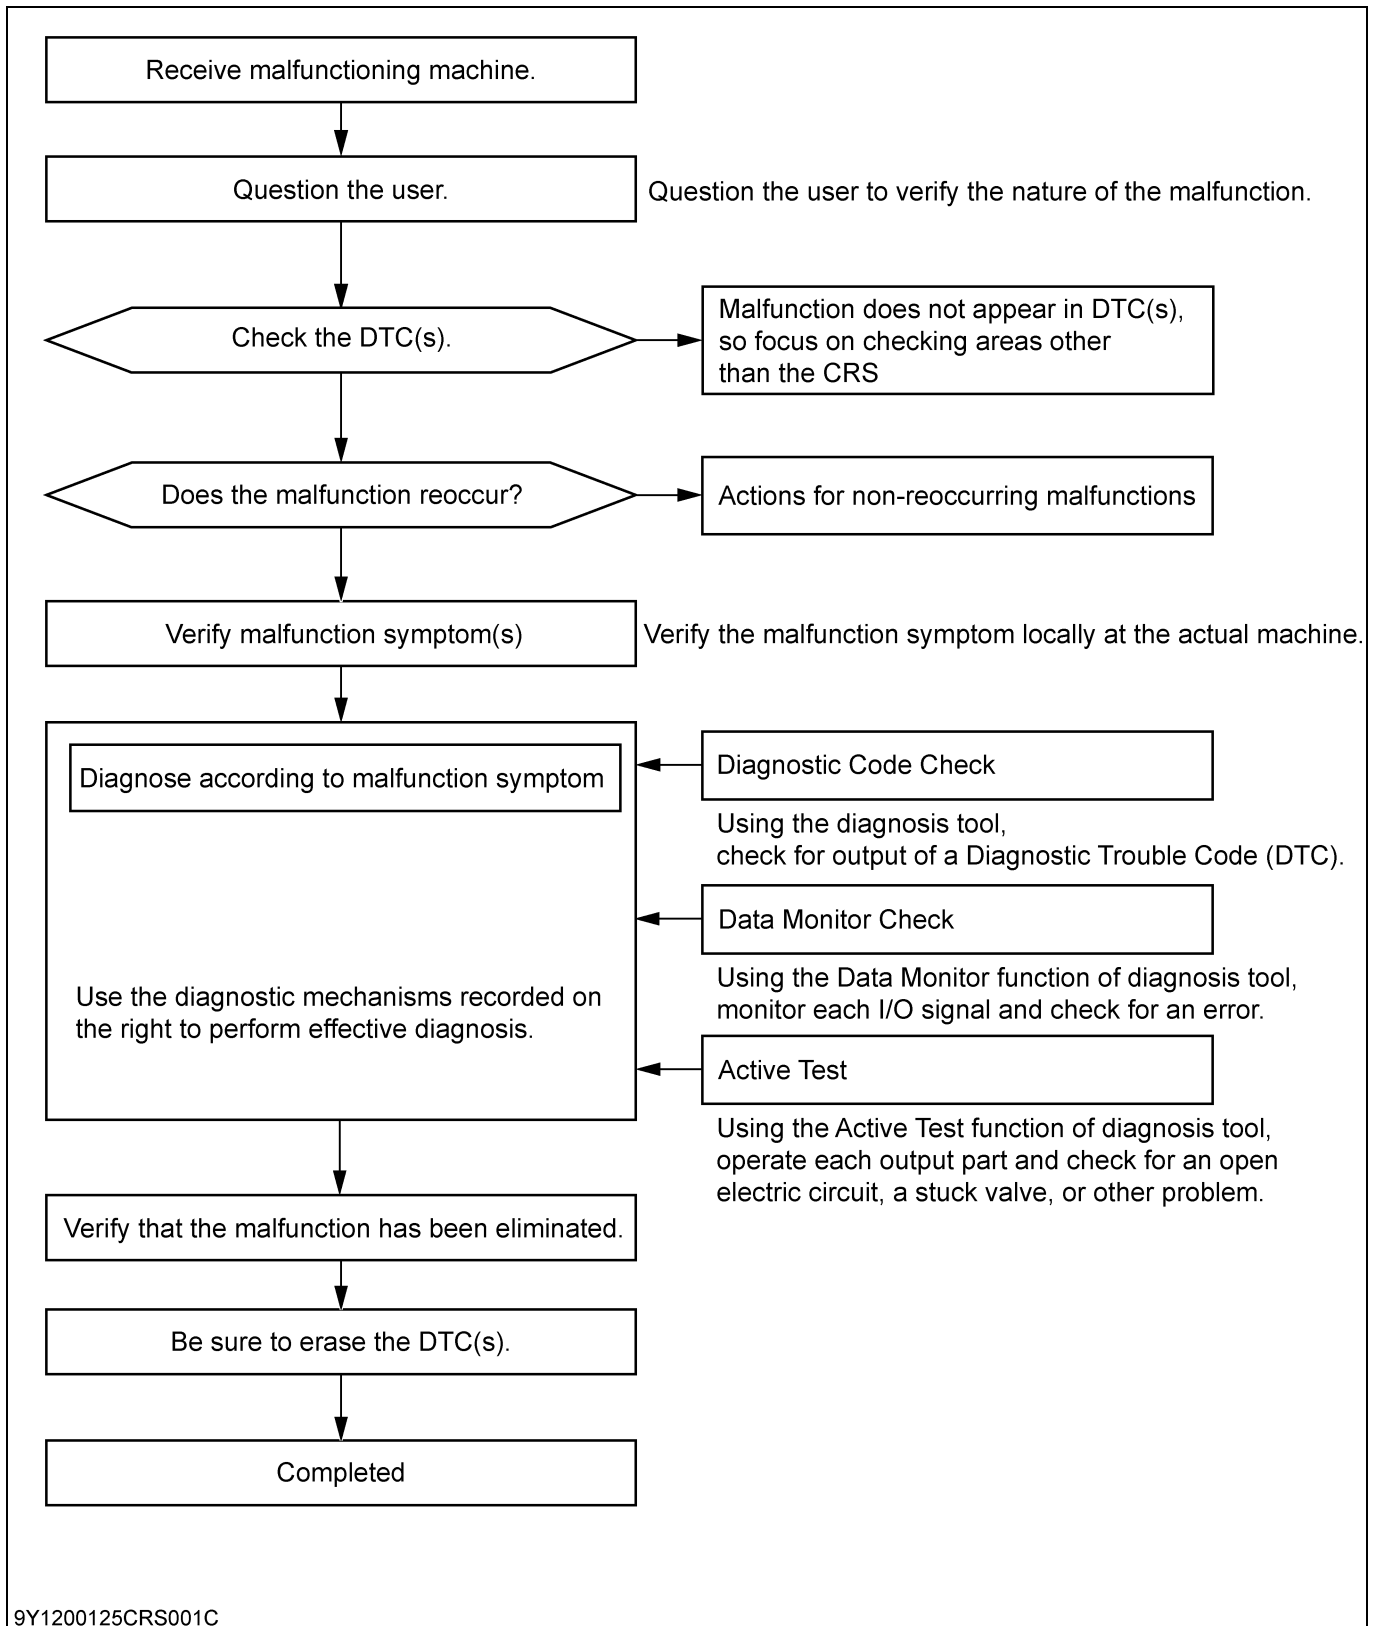 Receive malfunctioning machine.
Question the user.
Question the user to verify the nature of the malfunction.
Check the DTC(s).
Malfunction does not appear in DTC(s),
so focus on checking areas other
than the CRS
Does the malfunction reoccur?
Actions for non-reoccurring malfunctions
Verify malfunction symptom(s)
Verify the malfunction symptom locally at the actual machine.
Diagnose according to malfunction symptom
Use the diagnostic mechanisms recorded on
the right to perform effective diagnosis.
Diagnostic Code Check
Using the diagnosis tool,
check for output of a Diagnostic Trouble Code (DTC).
Data Monitor Check
Using the Data Monitor function of diagnosis tool,
monitor each I/O signal and check for an error.
Active Test
Using the Active Test function of diagnosis tool,
operate each output part and check for an open
electric circuit, a stuck valve, or other problem.
Verify that the malfunction has been eliminated.
Be sure to erase the DTC(s).
Completed
9Y1200125CRS001C